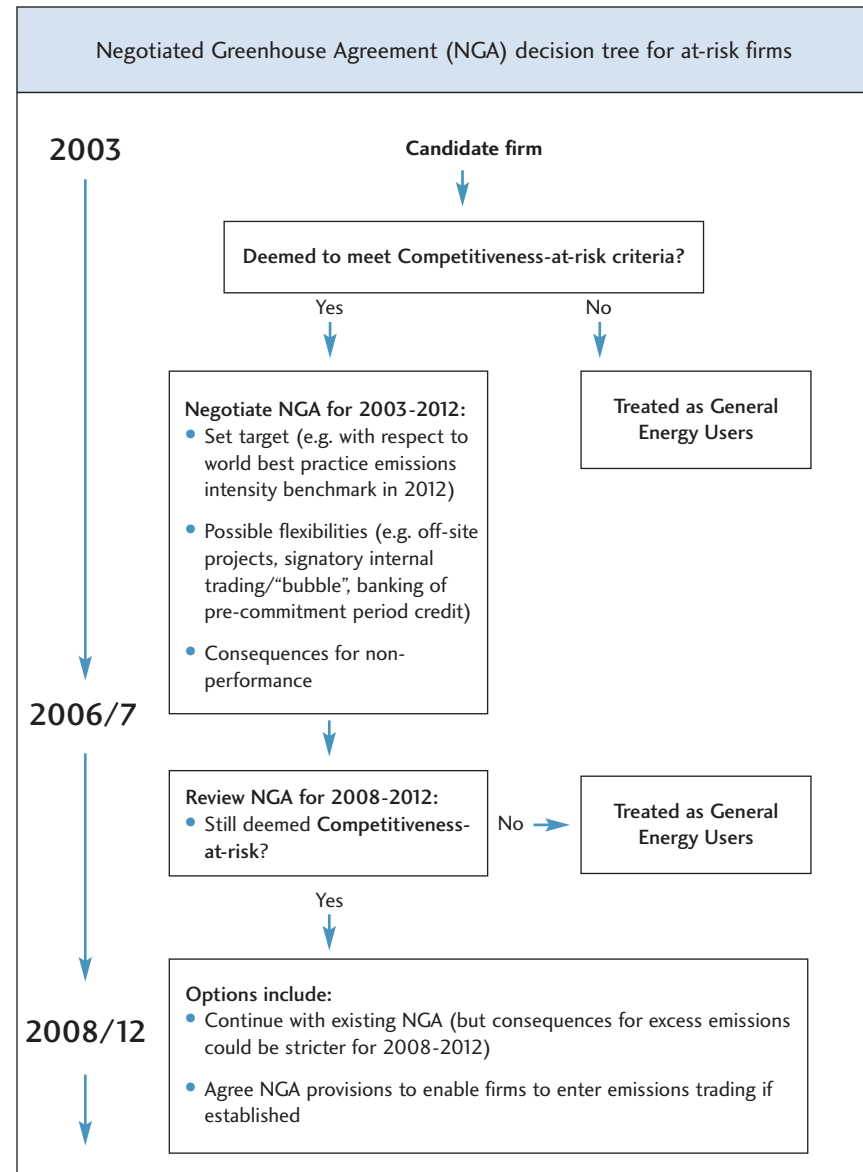 Negotiated Greenhouse Agreement (NGA) decision tree for at-risk firms
2003
Candidate firm
Deemed to meet Competitiveness-at-risk criteria?
Yes
No
Negotiate NGA for 2003-2012:
• Set target (e.g. with respect to
world best practice emissions
intensity benchmark in 2012)
• Possible flexibilities (e.g. off-site
projects, signatory internal
trading/“bubble”, banking of
pre-commitment period credit)
• Consequences for non-
performance
Treated as General
Energy Users
2006/7
Review NGA for 2008-2012:
• Still deemed Competitiveness-
at-risk?
No
Treated as General
Energy Users
Yes
2008/12
Options include:
• Continue with existing NGA (but consequences for excess emissions
could be stricter for 2008-2012)
• Agree NGA provisions to enable firms to enter emissions trading if
established